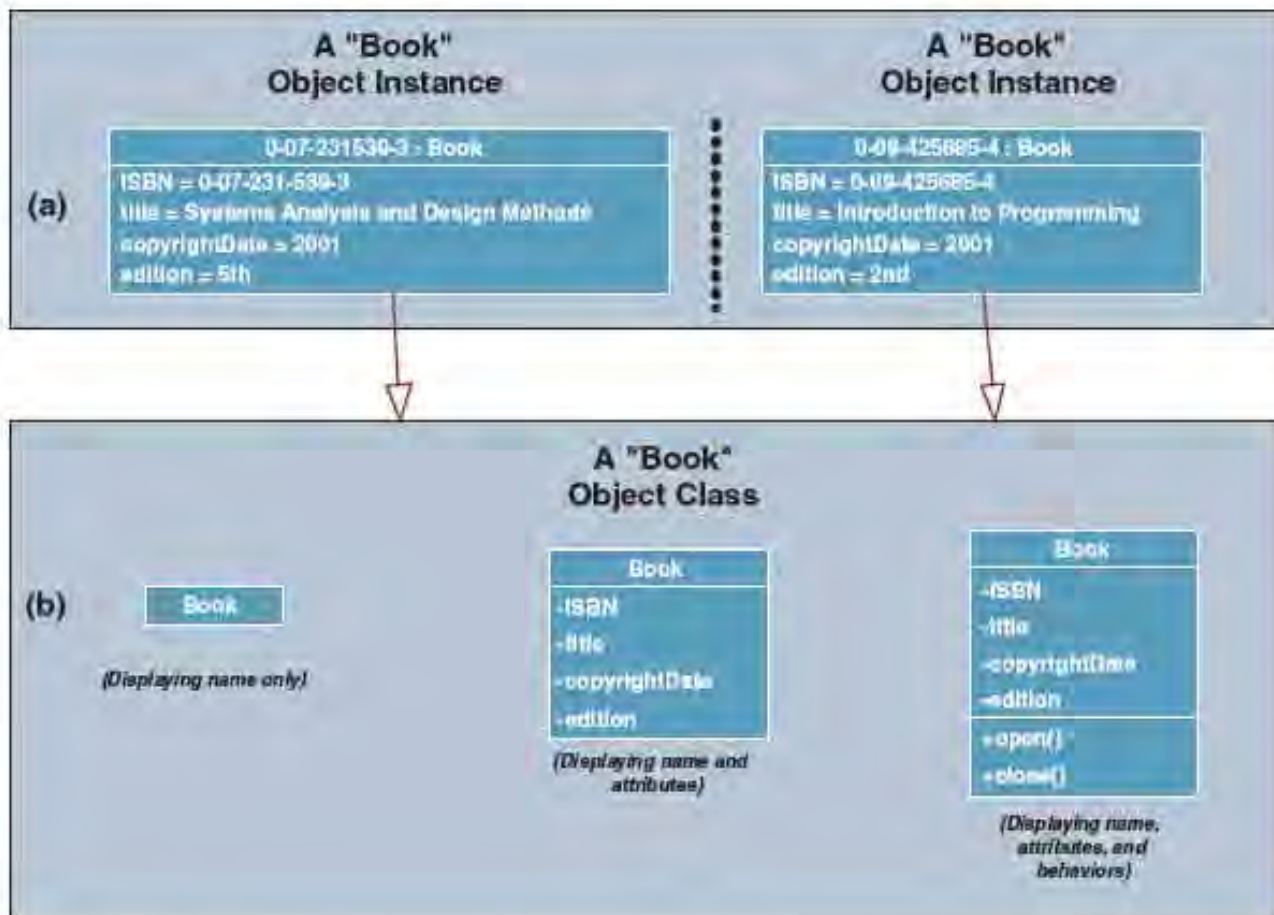 A "Book"
Object Instance
A "Book"
Object Instance
(a)
0-07-231539-3 : Book
ISBN = 0-07-231-539-3
title = Systems Analysis and Design Methods
copyrightDate = 2001
edition = 5th
0-09-425685-4 : Book
ISBN = 0-09-425685-4
title = Introduction to Programming
copyrightDate = 2001
edition = 2nd
A "Book"
Object Class
(b)
Book
(Displaying name only)
Book
-ISBN
-title
-copyrightDate
-edition
(Displaying name and
attributes)
Book
-ISBN
-title
-copyrightDate
-edition
+open()
(Displaying name,
attributes, and
behaviors)